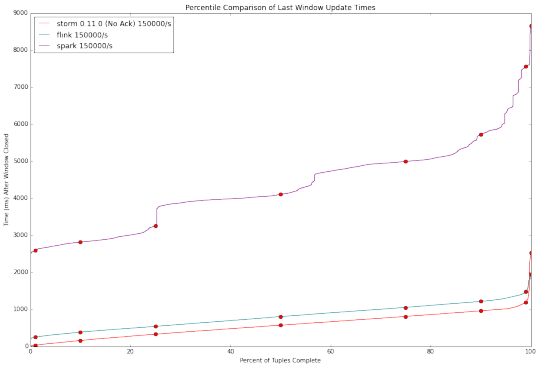 Percentile Comparison of Last Window Update Times
storm 0 11 0 (No Ack) 150000/s
flink 150000/s
spark 150000/s
9000
8000
7000
6000
5000
4000
3000
2000
1000
0
Time (ms) After Window Closed
0 20 40 60 80 100
Percent of Tuples Complete